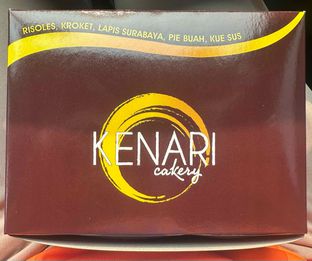 RISOLES, KROKET, LAPIS SURABAYA, PIE BUAH, KUE SUS
KENARI
cakery